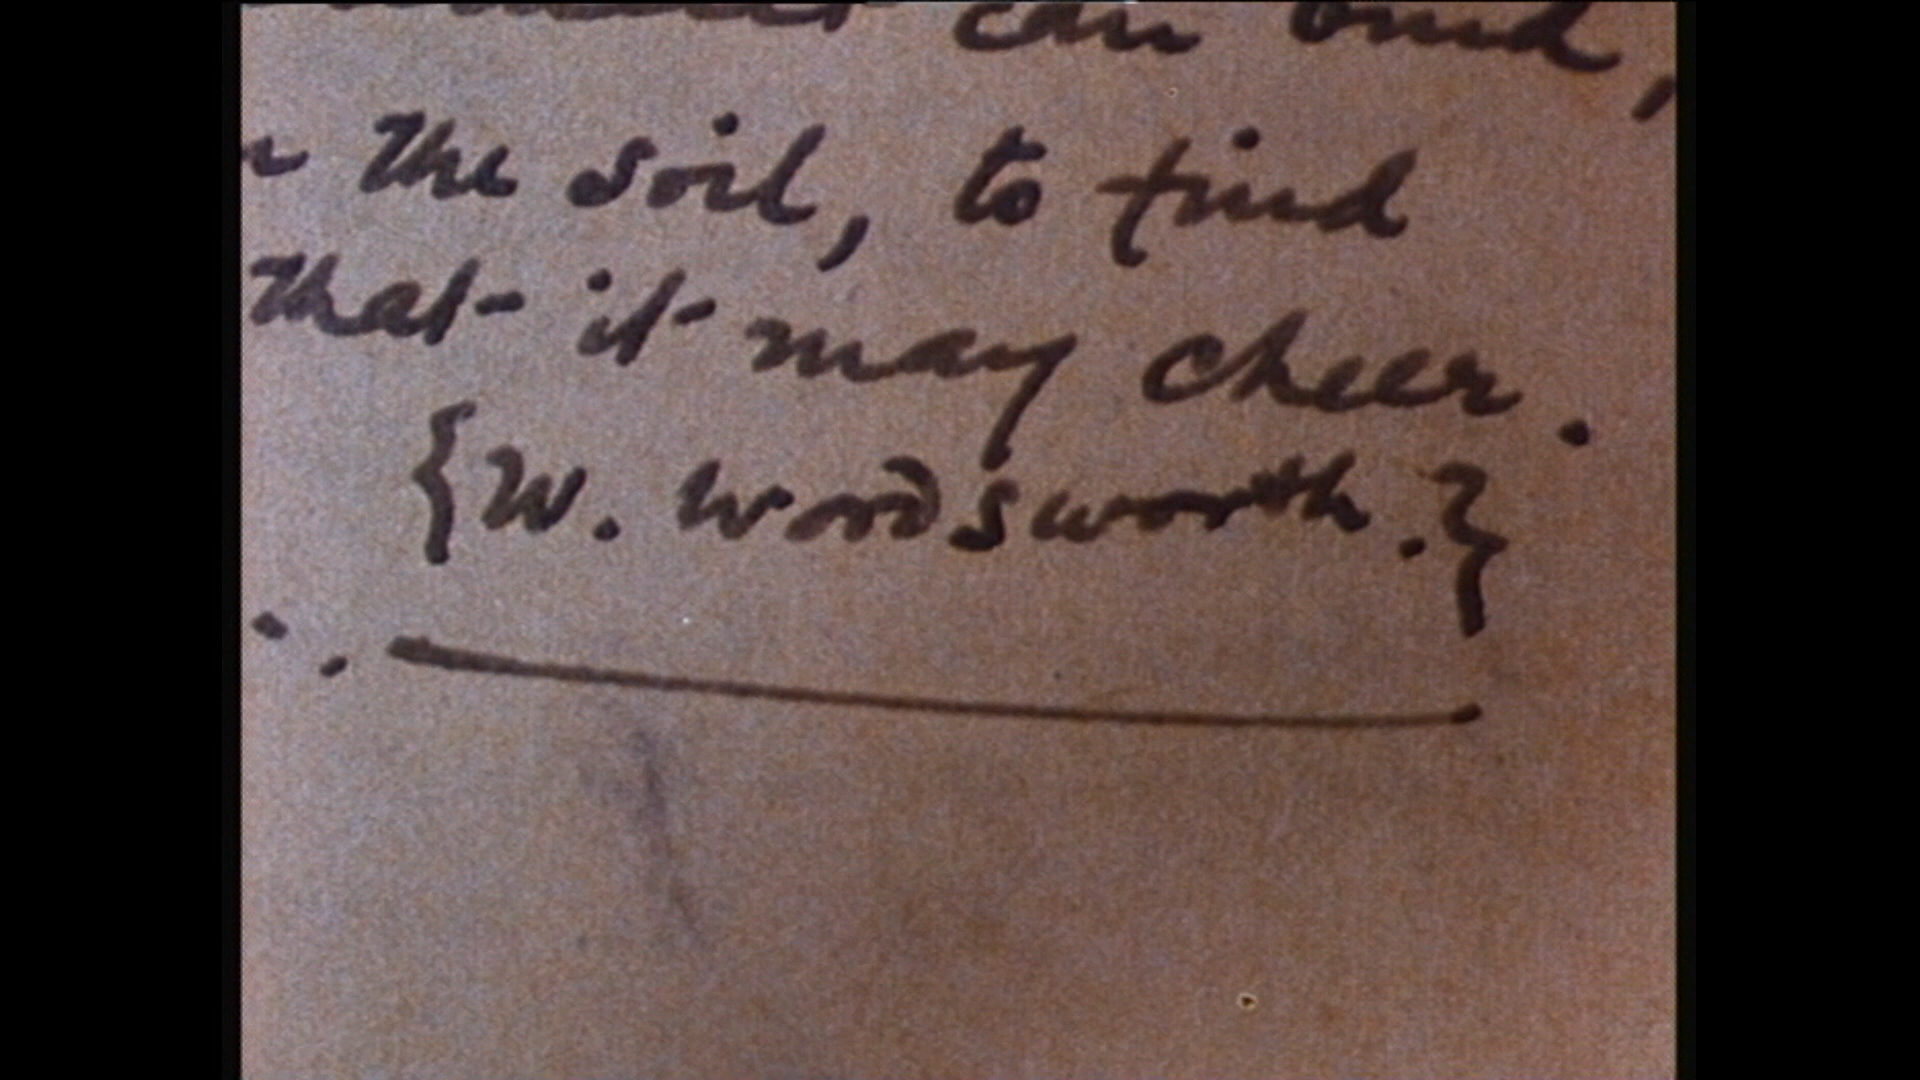 can bind,
the soil, to find
that it may cheer.
{W. Wordsworth.}